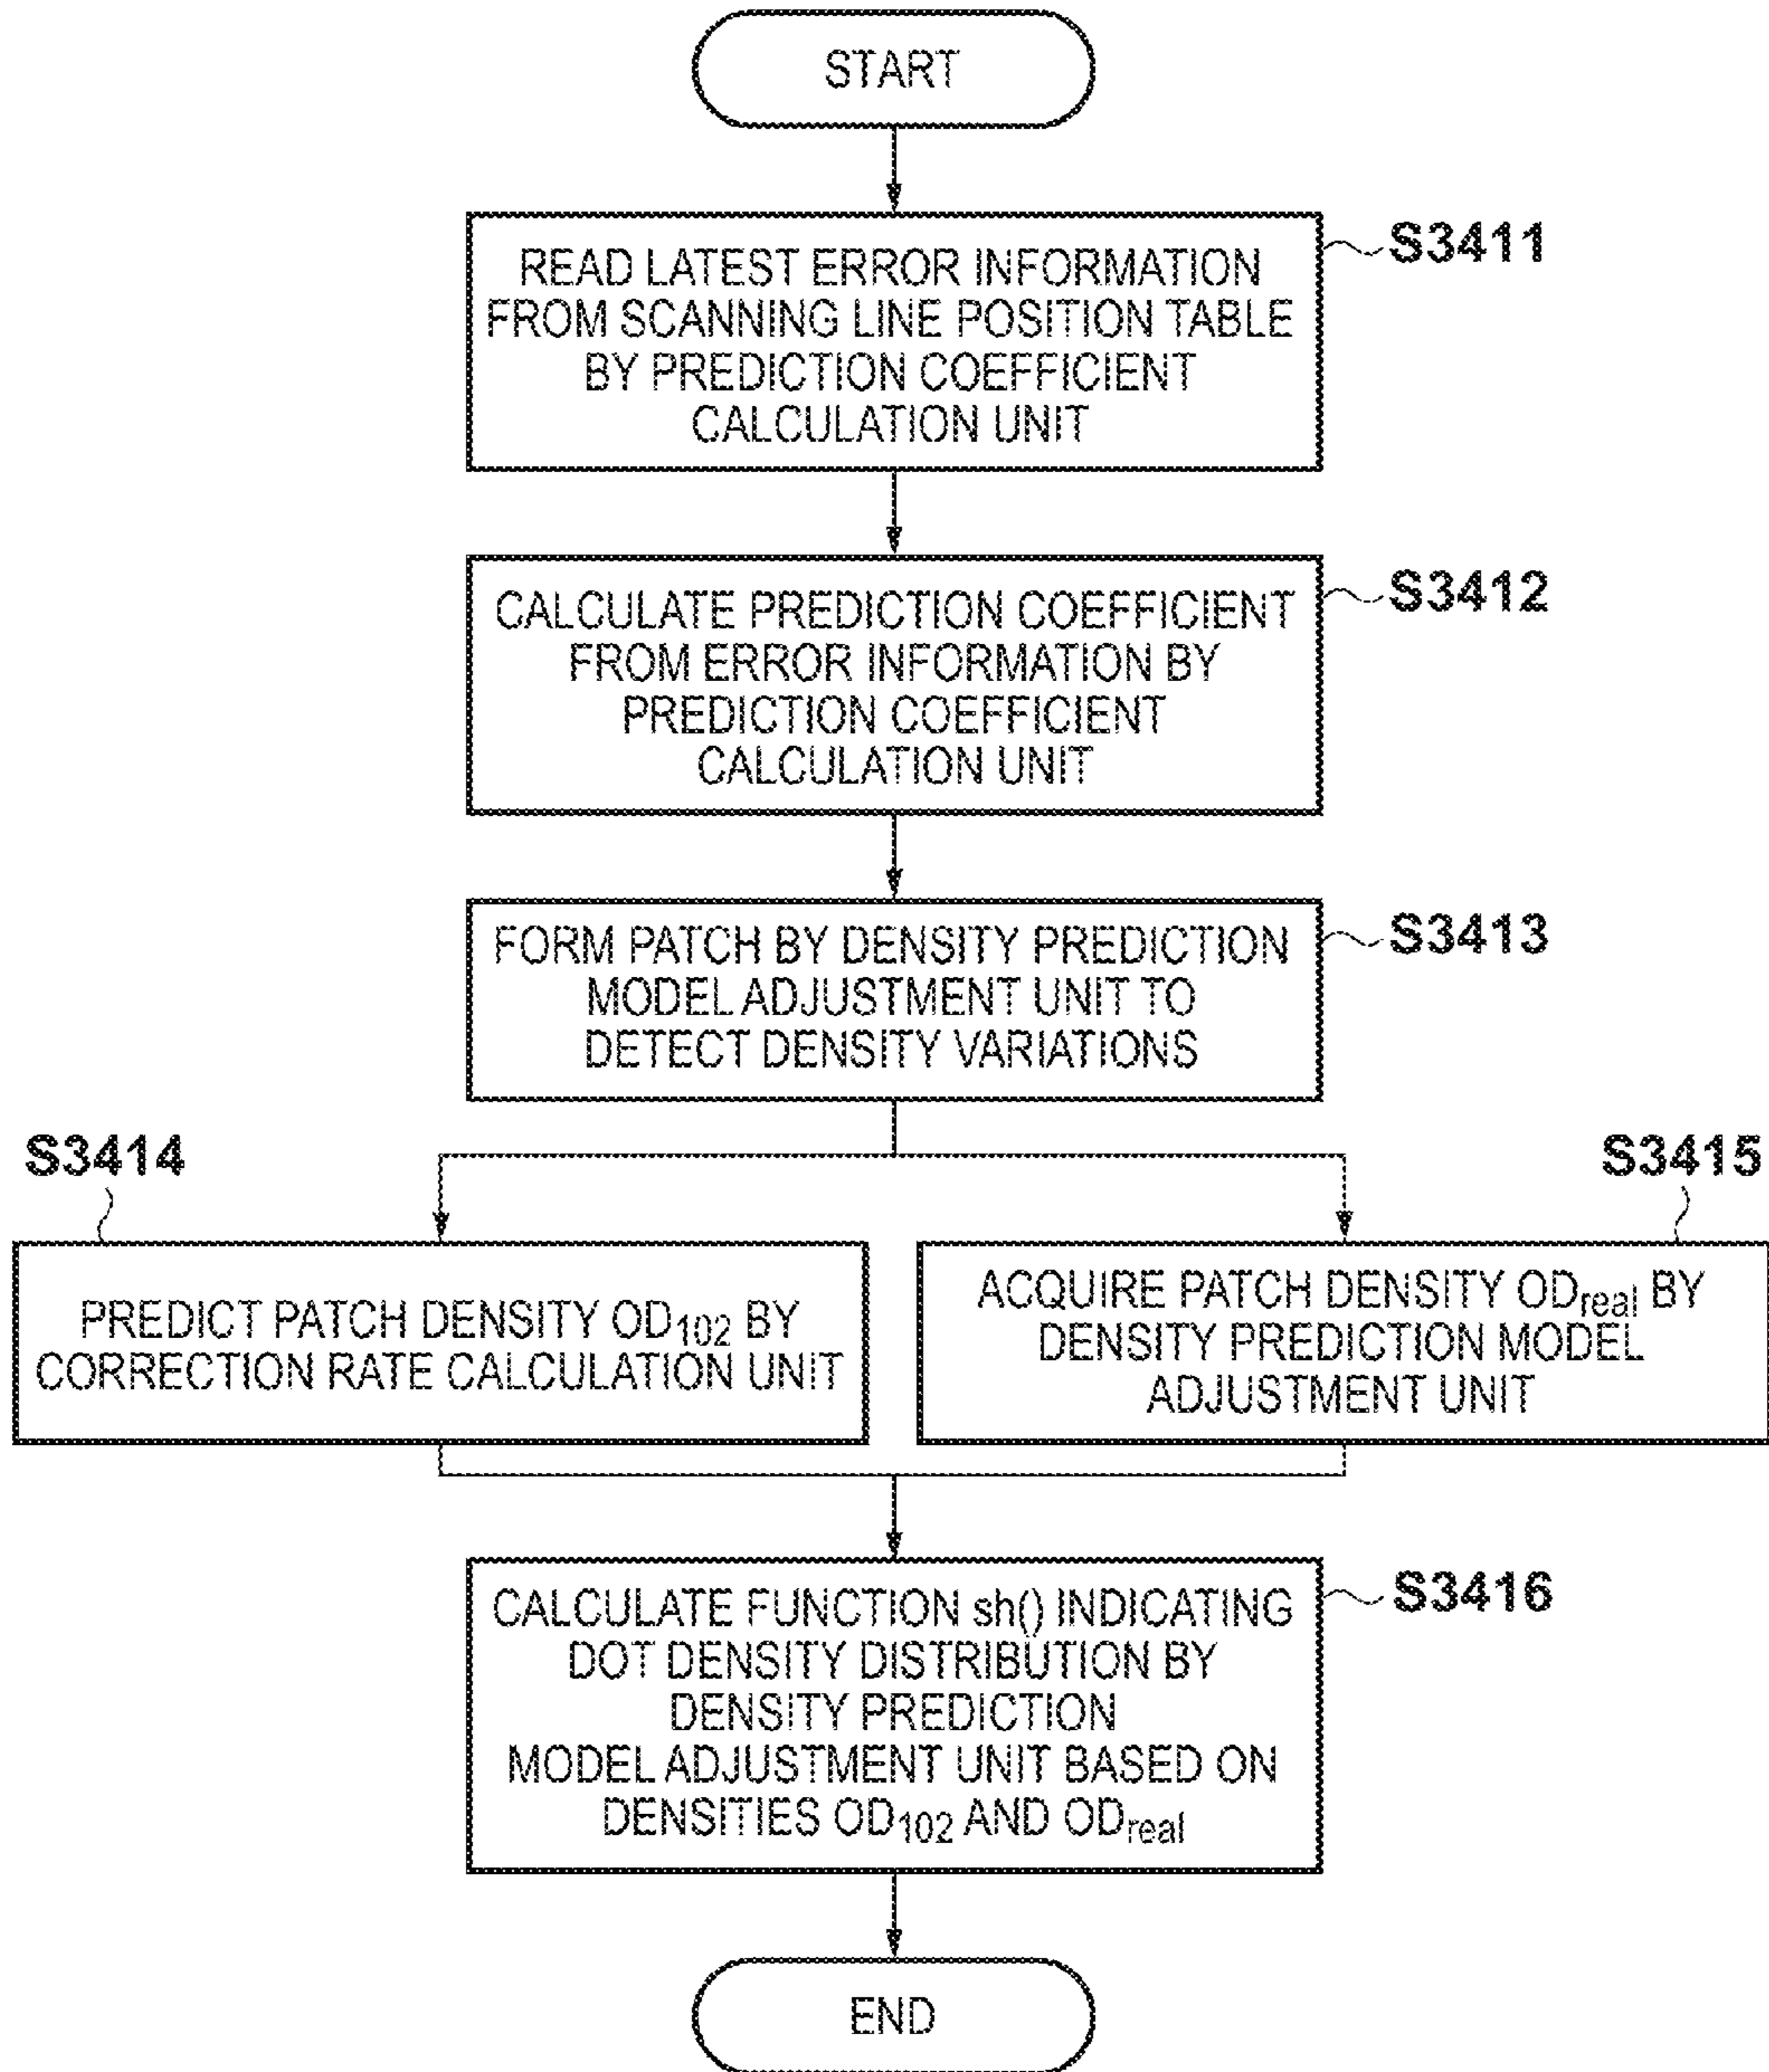 START
READ LATEST ERROR INFORMATION
FROM SCANNING LINE POSITION TABLE
BY PREDICTION COEFFICIENT
CALCULATION UNIT
S3411
CALCULATE PREDICTION COEFFICIENT
FROM ERROR INFORMATION BY
PREDICTION COEFFICIENT
CALCULATION UNIT
S3412
FORM PATCH BY DENSITY PREDICTION
MODEL ADJUSTMENT UNIT TO
DETECT DENSITY VARIATIONS
S3413
S3414
PREDICT PATCH DENSITY OD102 BY
CORRECTION RATE CALCULATION UNIT
S3415
ACQUIRE PATCH DENSITY ODreal BY
DENSITY PREDICTION MODEL
ADJUSTMENT UNIT
CALCULATE FUNCTION sh() INDICATING
DOT DENSITY DISTRIBUTION BY
DENSITY PREDICTION
MODEL ADJUSTMENT UNIT BASED ON
DENSITIES OD102 AND ODreal
S3416
END